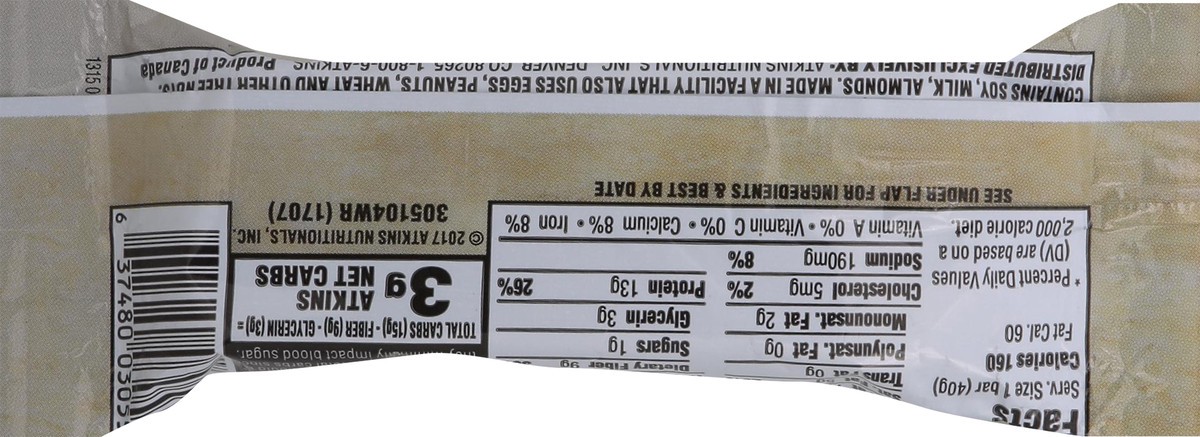 Facts
Serv. Size 1 bar (40g)
Calories 160
Fat Cal. 60
* Percent Daily Values
(DV) are based on a
2,000 calorie diet.
Trans Fat 0g
Polyunsat. Fat 0g
Monounsat. Fat 2g
Cholesterol 5mg 2%
Sodium 190mg 8%
Dietary Fiber 9g
Sugars 1g
Glycerin 3g
Protein 13g 26%
Vitamin A 0% • Vitamin C 0% • Calcium 8% • Iron 8%
impact blood sugar.
TOTAL CARBS (15g) - FIBER (9g) - GLYCERIN (3g) =
3g ATKINS
NET CARBS
© 2017 ATKINS NUTRITIONALS, INC.
305104WR (1707)
6 37480 0305
SEE UNDER FLAP FOR INGREDIENTS & BEST BY DATE
CONTAINS SOY, MILK, ALMONDS. MADE IN A FACILITY THAT ALSO USES EGGS, PEANUTS, WHEAT AND OTHER TREE NUTS.
DISTRIBUTED EXCLUSIVELY BY: ATKINS NUTRITIONALS, INC., DENVER, CO 80265 1-800-6-ATKINS Product of Canada
1315 0